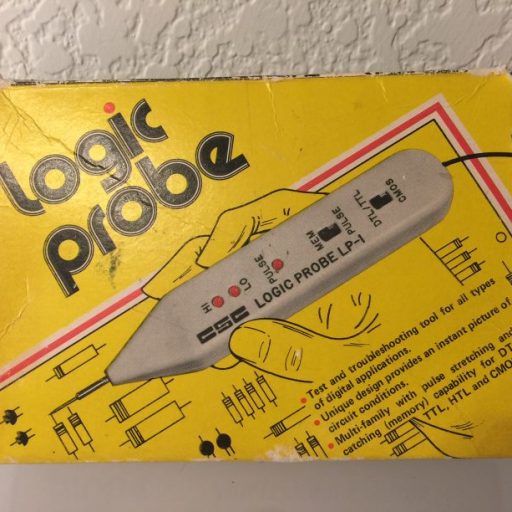 Logic
probe
HI
LO
PULSE
MEM
PULSE
DTL/TTL
CMOS
CSC LOGIC PROBE LP-1
• Test and troubleshooting tool for all types
of digital applications.
• Unique design provides an instant picture of
circuit conditions.
• Multi-family with pulse stretching and
catching (memory) capability for DT
TTL, HTL and CMO